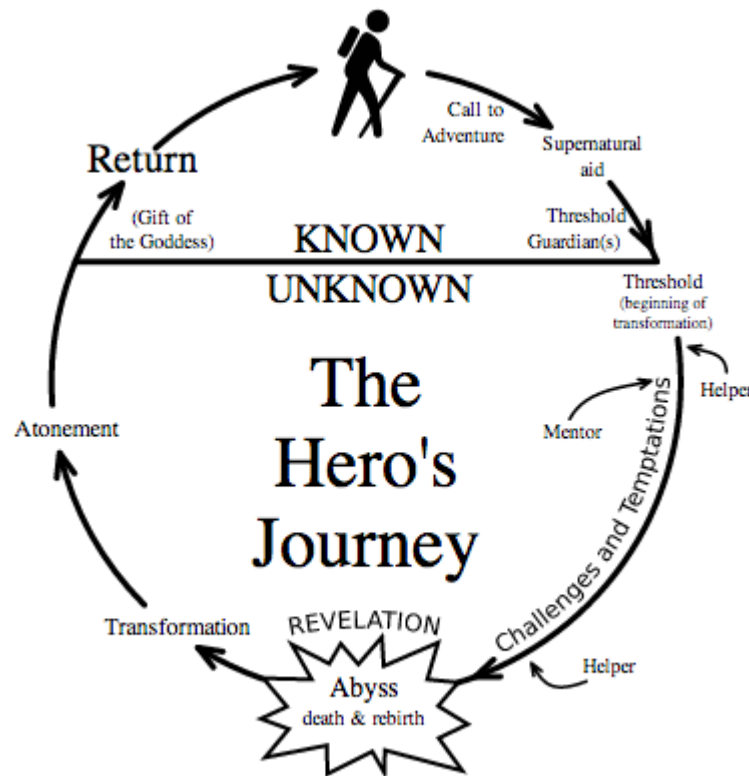 Call to
Adventure
Supernatural
aid
Return
(Gift of
the Goddess)
KNOWN
Threshold
Guardian(s)
UNKNOWN
Threshold
(beginning of
transformation)
Helper
Mentor
Challenges and Temptations
The
Hero's
Journey
Atonement
Transformation
REVELATION
Abyss
death & rebirth
Helper